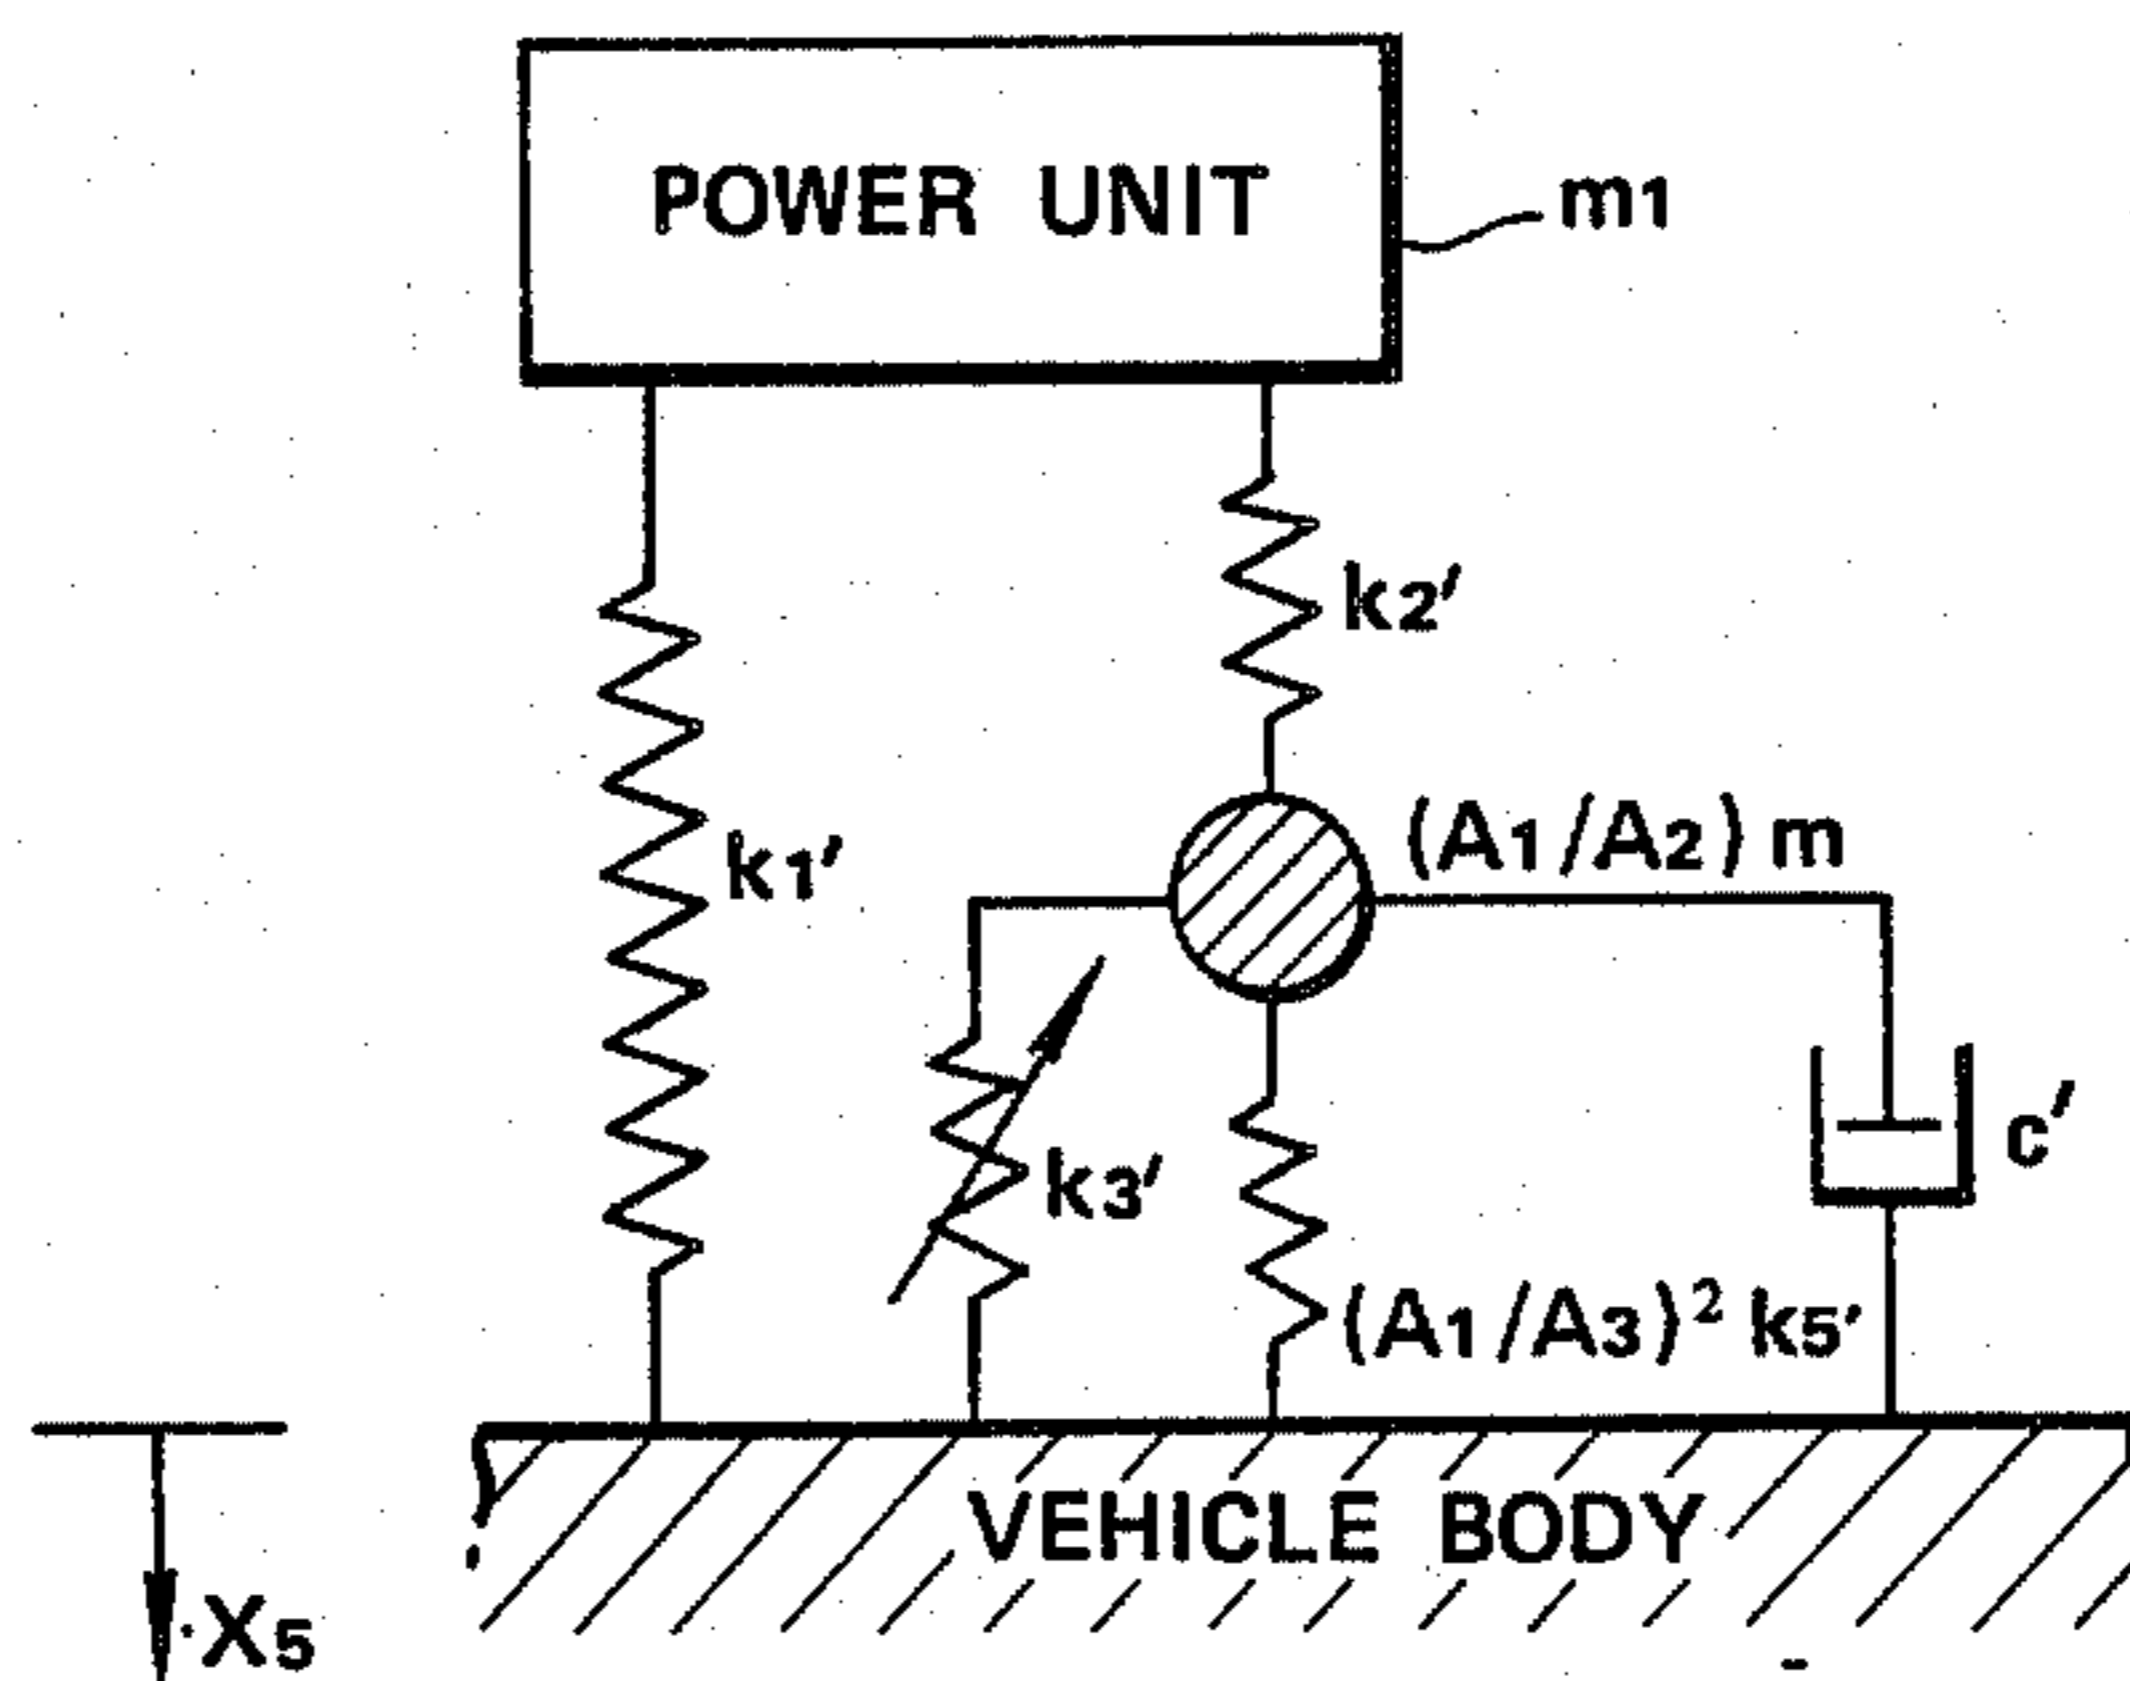 POWER UNIT
m1
k2'
k1'
(A1/A2) m
k3'
c'
(A1/A3)² k5'
VEHICLE BODY
X5